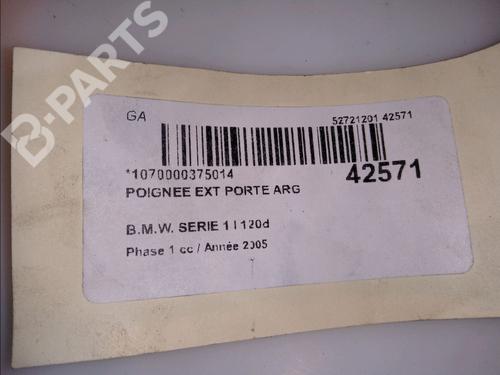 B-PARTS
GA
52721201 42571
*1070000375014
42571
POIGNEE EXT PORTE ARG
B.M.W. SERIE 1 I 120d
Phase 1 cc / Année 2005